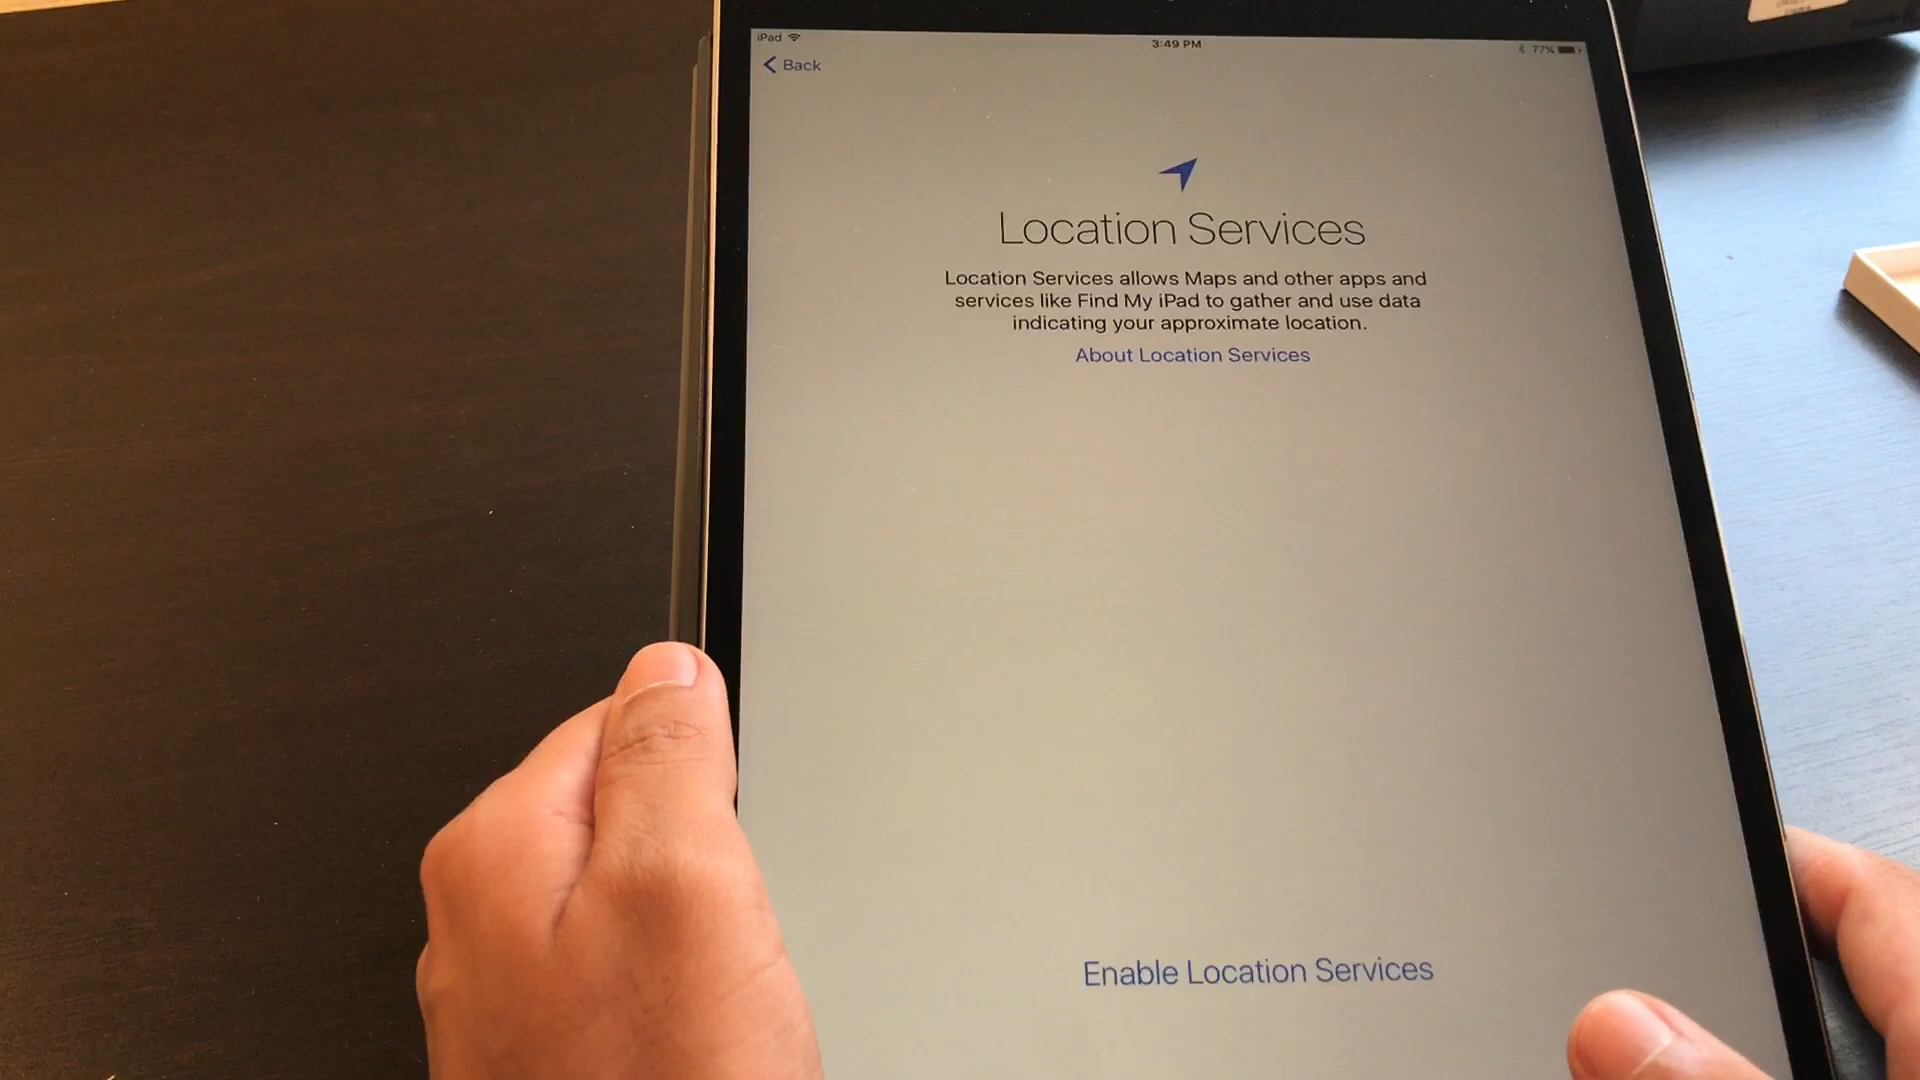 iPad
3:49 PM
77%
Back
Location Services
Location Services allows Maps and other apps and
services like Find My iPad to gather and use data
indicating your approximate location.
About Location Services
Enable Location Services